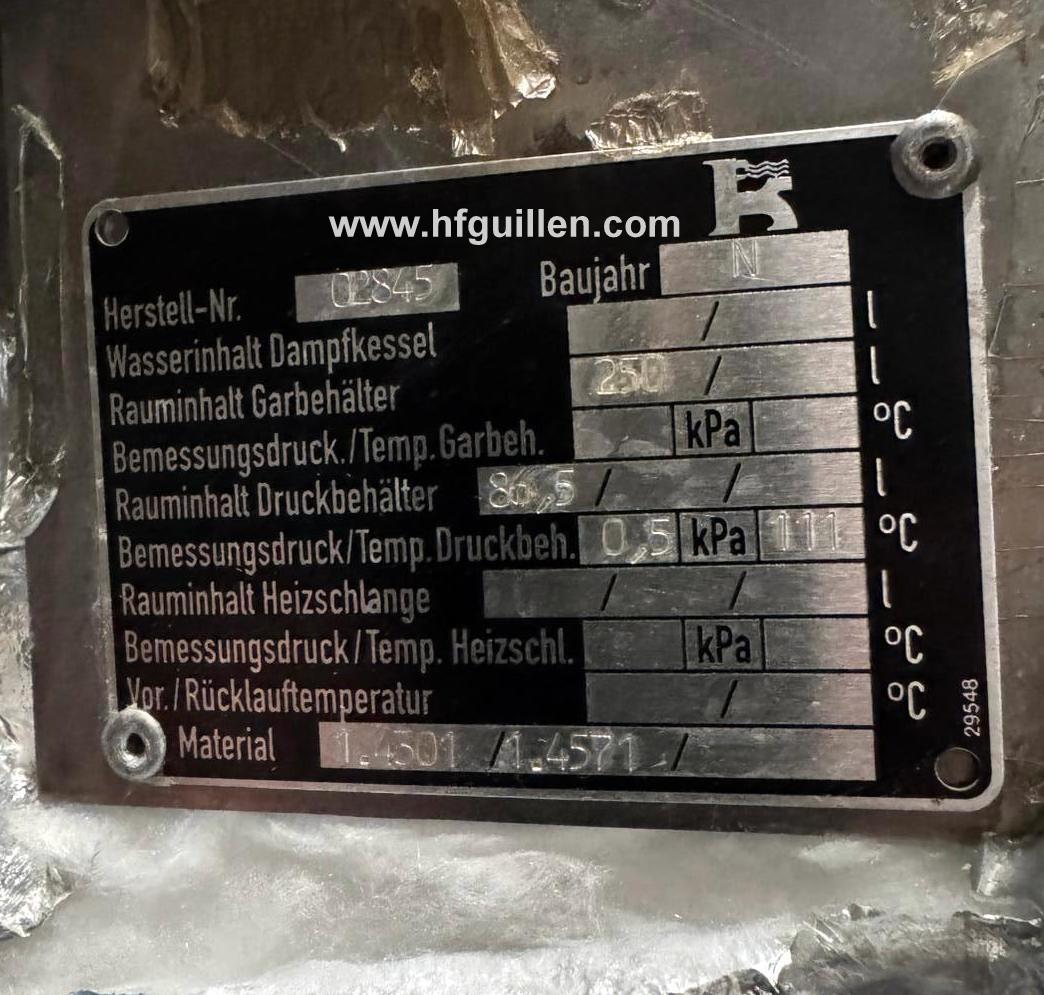 www.hfguillen.com
Herstell-Nr. 02845 Baujahr N
Wasserinhalt Dampfkessel / l
Rauminhalt Garbehälter 250 / l
Bemessungsdruck./Temp.Garbeh. kPa °C
Rauminhalt Druckbehälter 86,5 / / l
Bemessungsdruck/Temp.Druckbeh. 0,5 kPa 111 °C
Rauminhalt Heizschlange / / l
Bemessungsdruck/Temp. Heizschl. kPa °C
Vor./Rücklauftemperatur / °C
Material 1.4301 /1.4571 /
29548